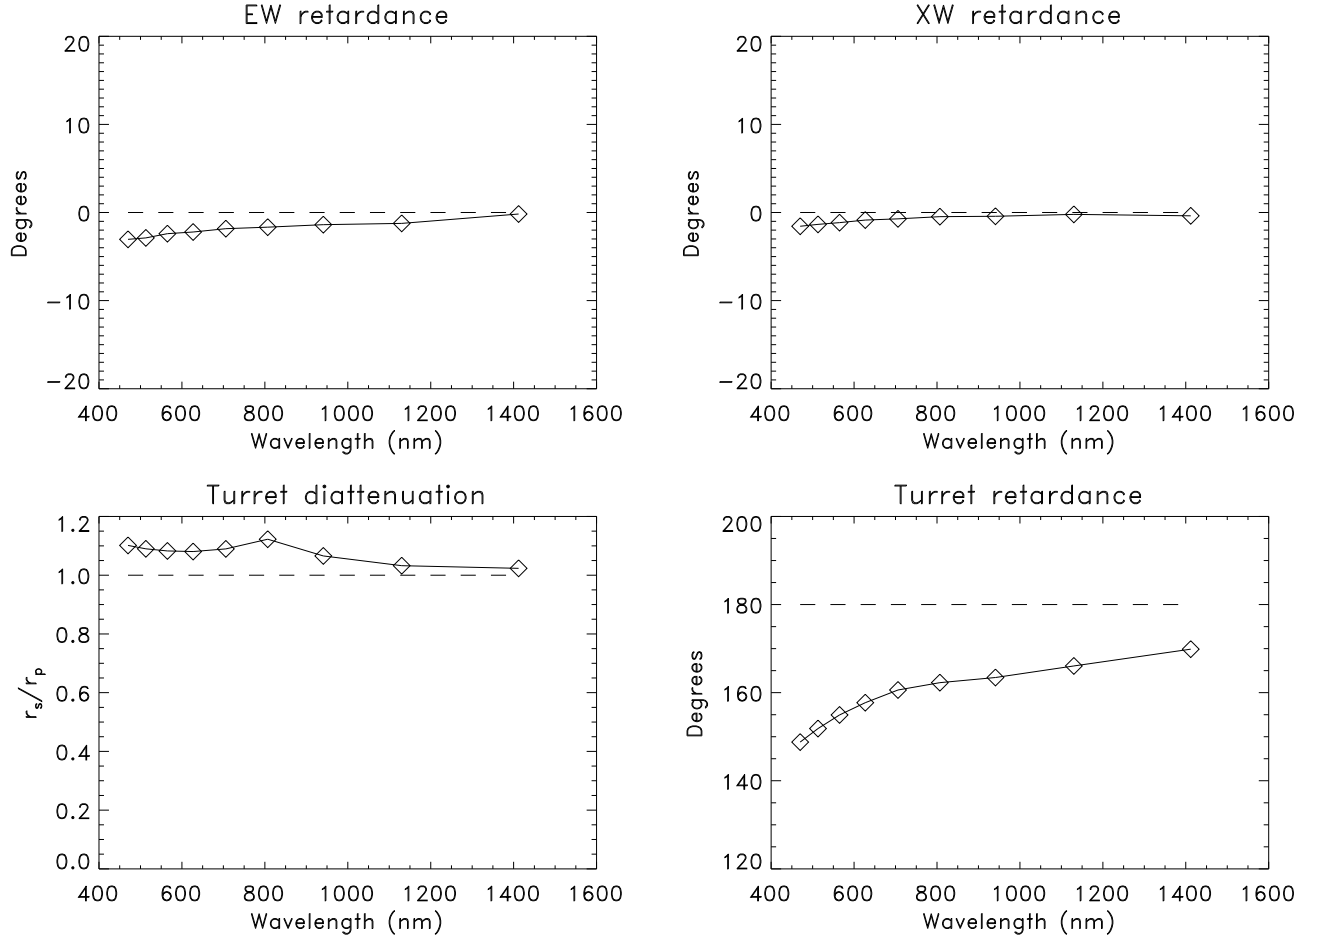 EW retardance
20
10
0
−10
−20
Degrees
400 600 800 1000 1200 1400 1600
Wavelength (nm)
XW retardance
20
10
0
−10
−20
Degrees
400 600 800 1000 1200 1400 1600
Wavelength (nm)
Turret diattenuation
1.2
1.0
0.8
0.6
0.4
0.2
0.0
rs/rp
400 600 800 1000 1200 1400 1600
Wavelength (nm)
Turret retardance
200
180
160
140
120
Degrees
400 600 800 1000 1200 1400 1600
Wavelength (nm)